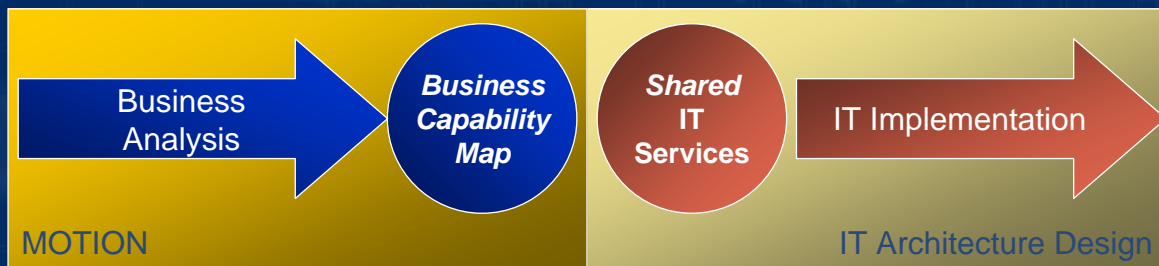 Business
Analysis
Business
Capability
Map
Shared
IT
Services
IT Implementation
MOTION
IT Architecture Design